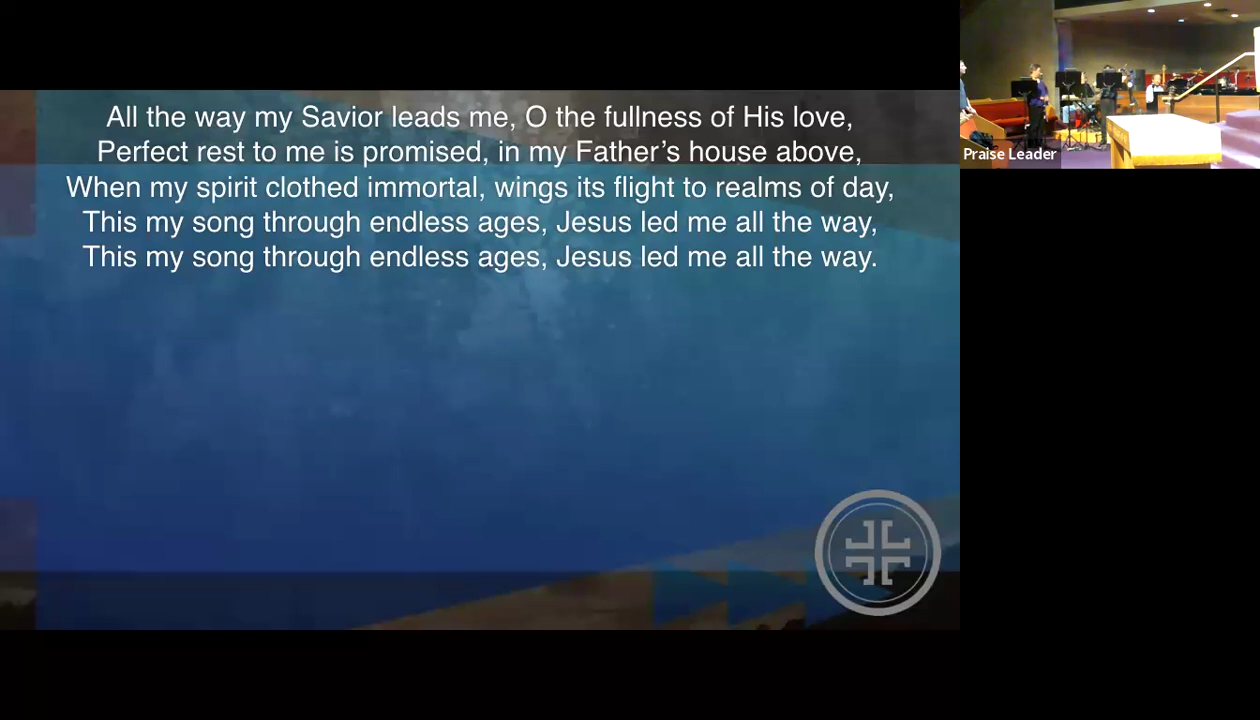 All the way my Savior leads me, O the fullness of His love,
Perfect rest to me is promised, in my Father’s house above,
When my spirit clothed immortal, wings its flight to realms of day,
This my song through endless ages, Jesus led me all the way,
This my song through endless ages, Jesus led me all the way.
Praise Leader